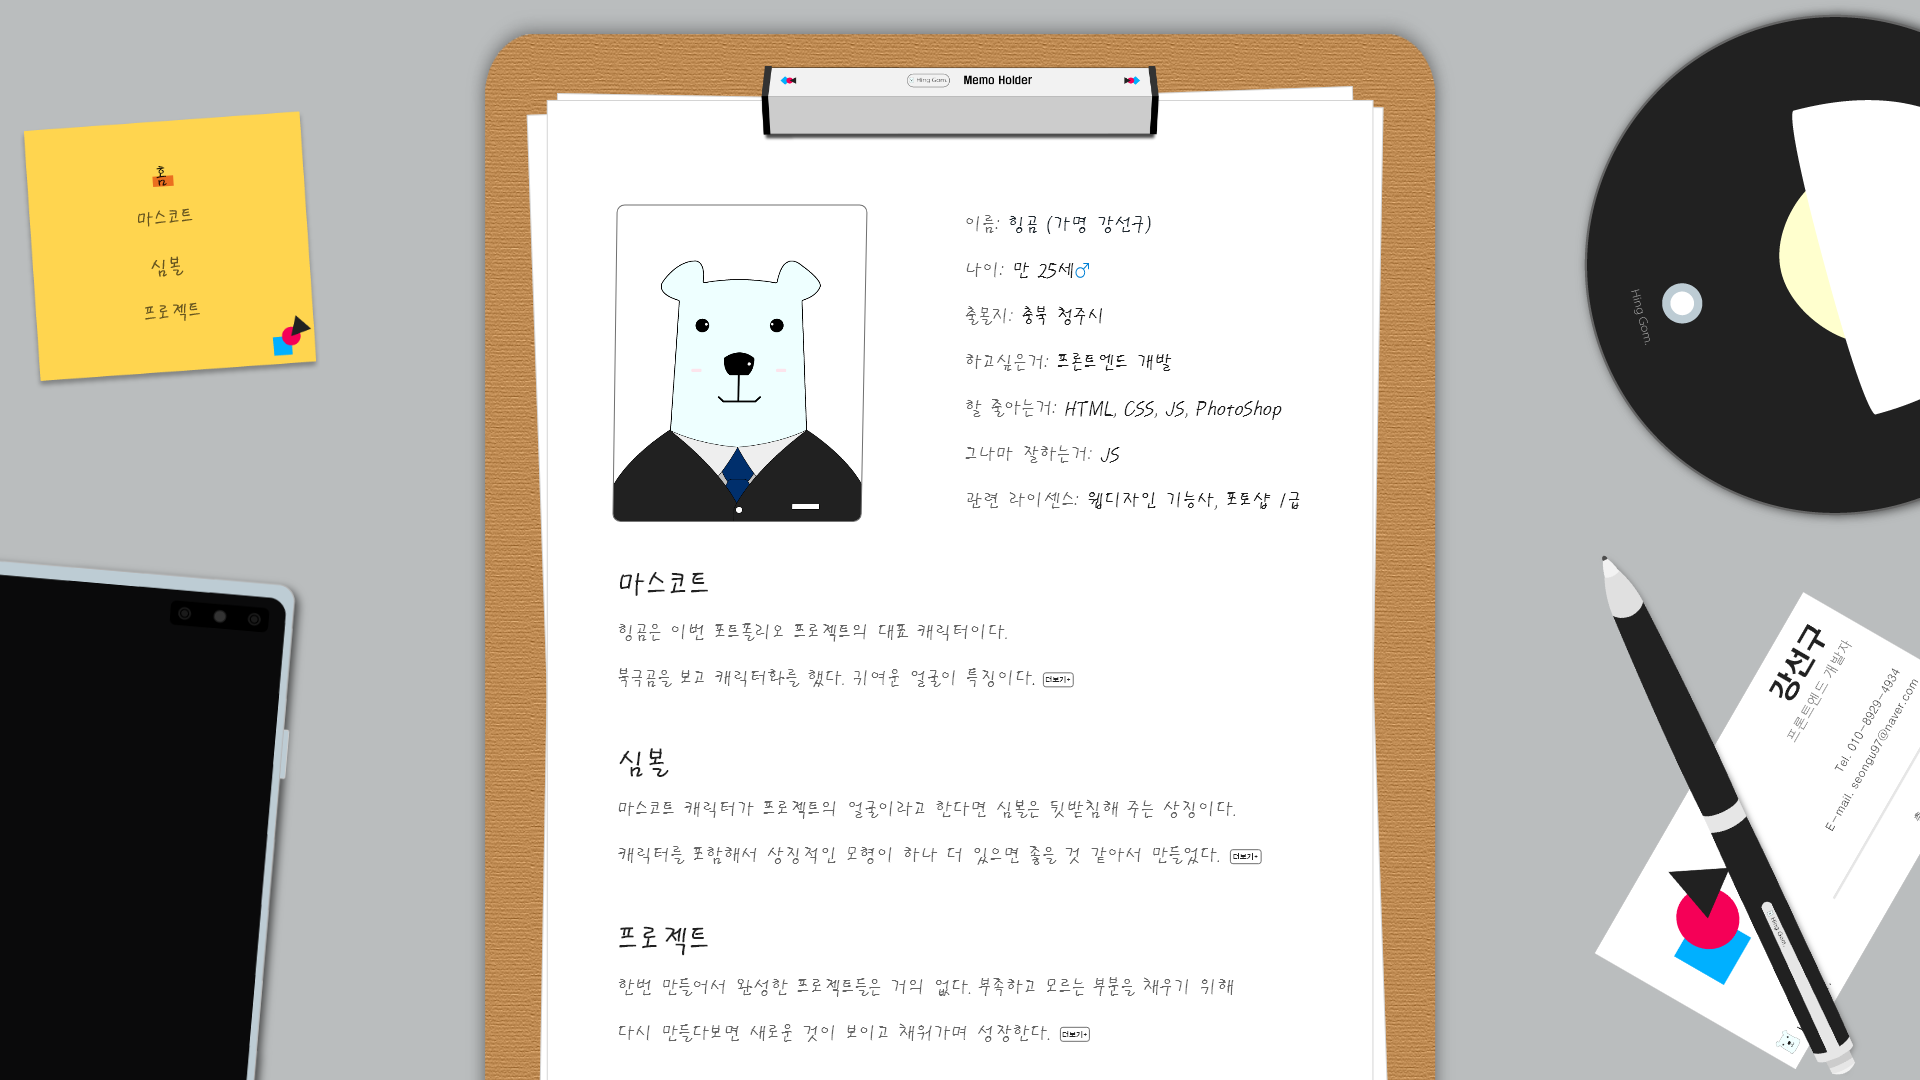 Hing Gom.
Memo Holder
홈
마스코트
심볼
프로젝트
이름: 힝곰 (가명 강선구)
나이: 만 25세♂
출몰지: 충북 청주시
하고싶은거: 프론트엔드 개발
할 줄아는거: HTML, CSS, JS, PhotoShop
그나마 잘하는거: JS
관련 라이센스: 웹디자인 기능사, 포토샵 1급
마스코트
힝곰은 이번 포트폴리오 프로젝트의 대표 캐릭터이다.
북극곰을 보고 캐릭터화를 했다. 귀여운 얼굴이 특징이다. 더보기+
심볼
마스코트 캐릭터가 프로젝트의 얼굴이라고 한다면 심볼은 뒷받침해 주는 상징이다.
캐릭터를 포함해서 상징적인 모형이 하나 더 있으면 좋을 것 같아서 만들었다. 더보기+
프로젝트
한번 만들어서 완성한 프로젝트들은 거의 없다. 부족하고 모르는 부분을 채우기 위해
다시 만들다보면 새로운 것이 보이고 채워가며 성장한다. 더보기+
Hing Gom.
강선구
프론트엔드 개발자
Tel. 010-8929-4934
E-mail. seongu97@naver.com
Hing Gom.